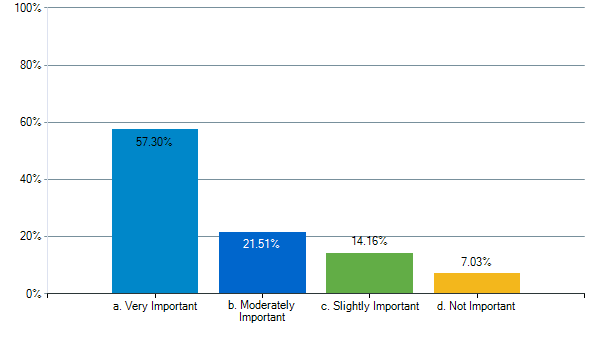 100%
80%
60%
40%
20%
0%
57.30%
21.51%
14.16%
7.03%
a. Very Important
b. Moderately
Important
c. Slightly Important
d. Not Important